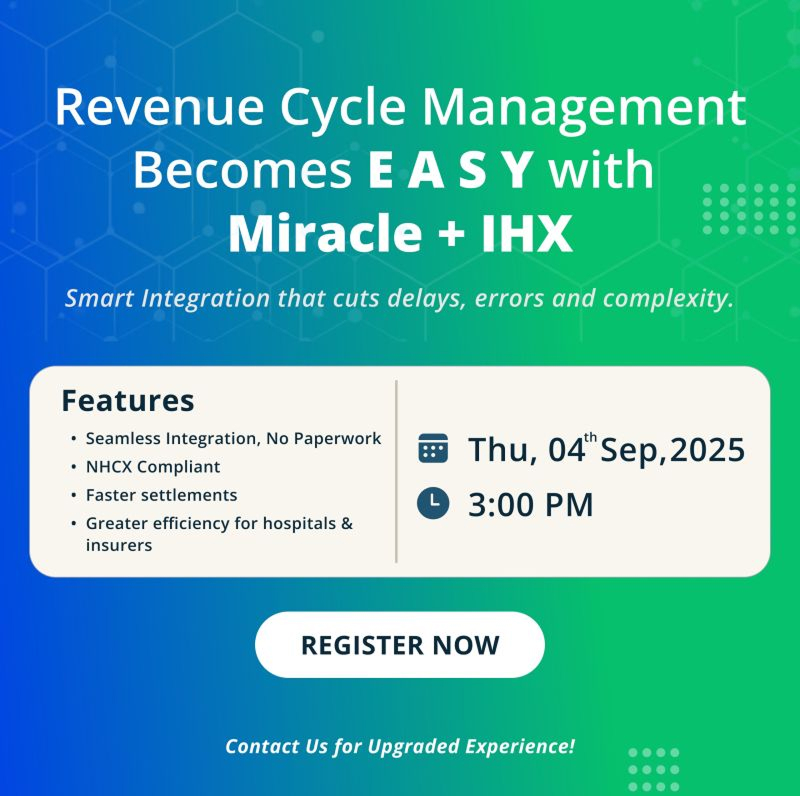 Revenue Cycle Management
Becomes E A S Y with
Miracle + IHX
Smart Integration that cuts delays, errors and complexity.
Features
• Seamless Integration, No Paperwork
• NHCX Compliant
• Faster settlements
• Greater efficiency for hospitals &
insurers
Thu, 04th Sep,2025
3:00 PM
REGISTER NOW
Contact Us for Upgraded Experience!